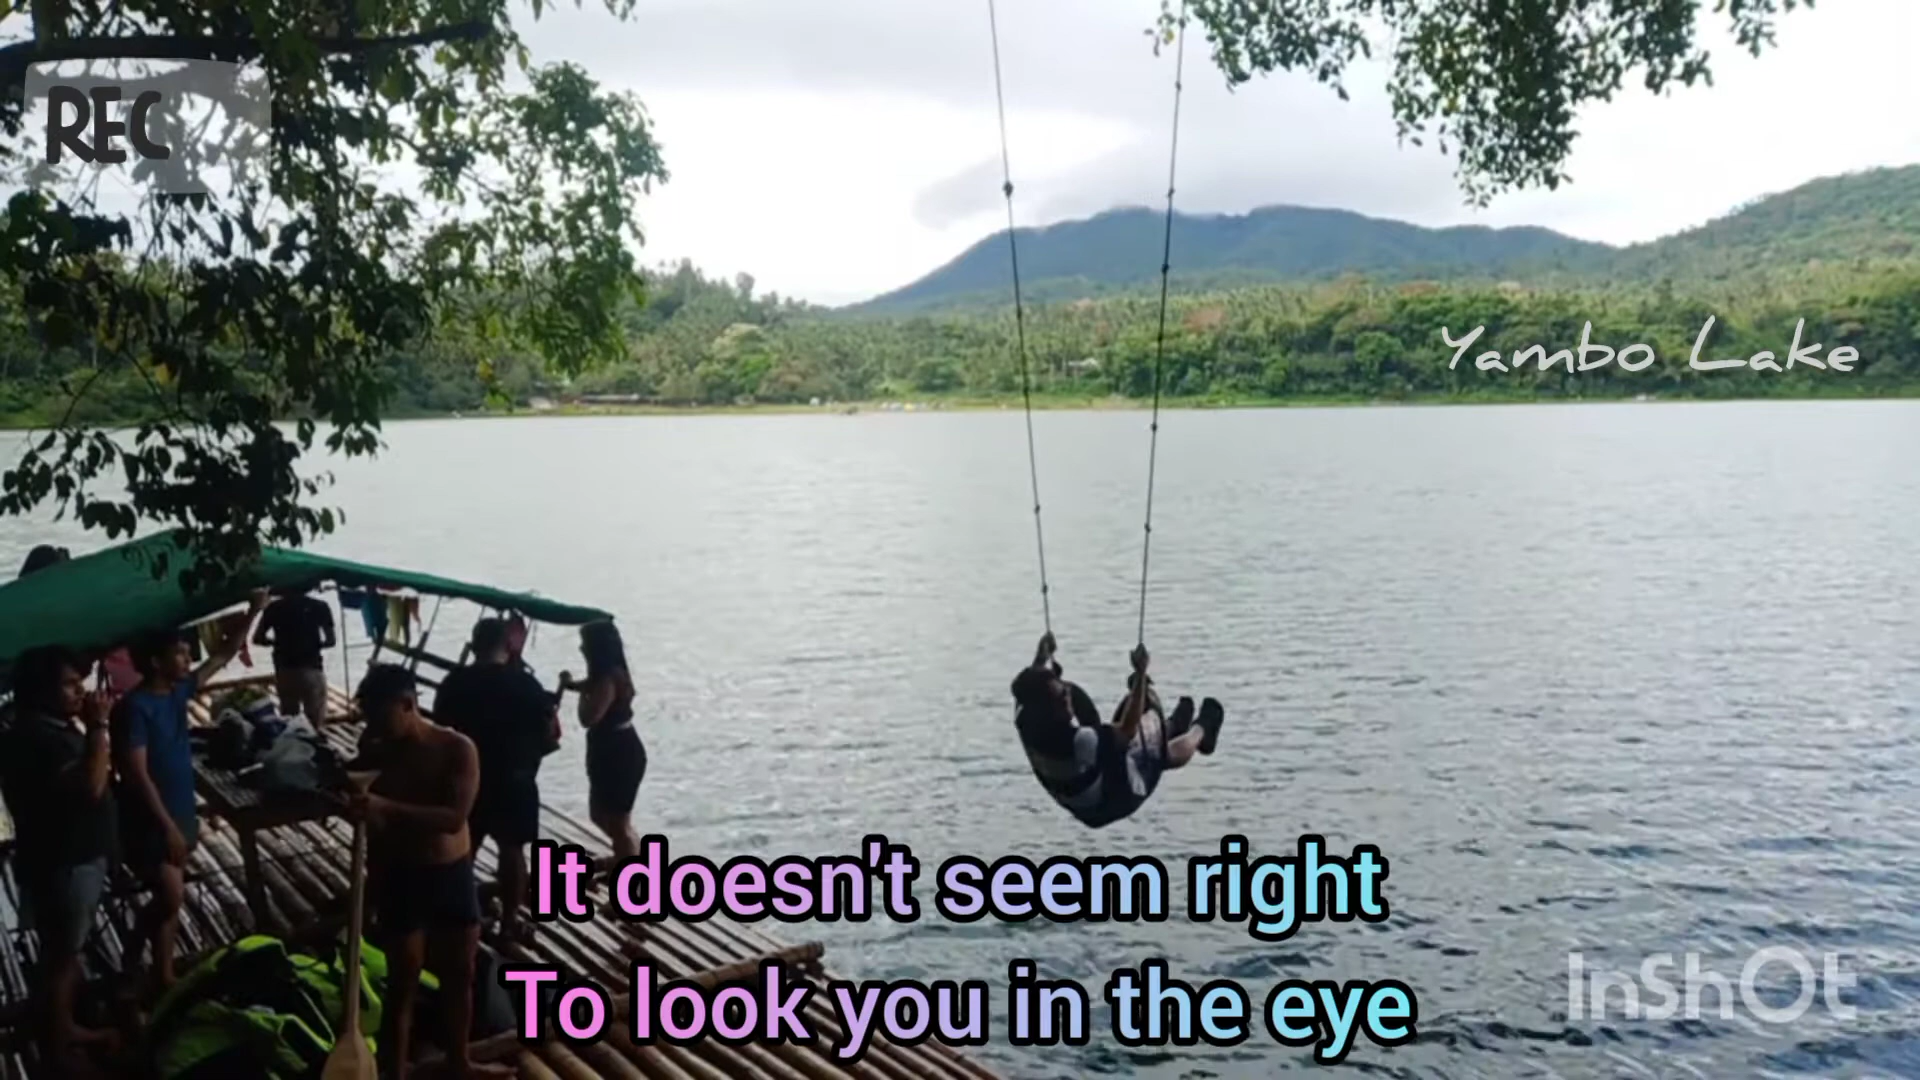 REC
Yambo Lake
It doesn't seem right
To look you in the eye
InShOt